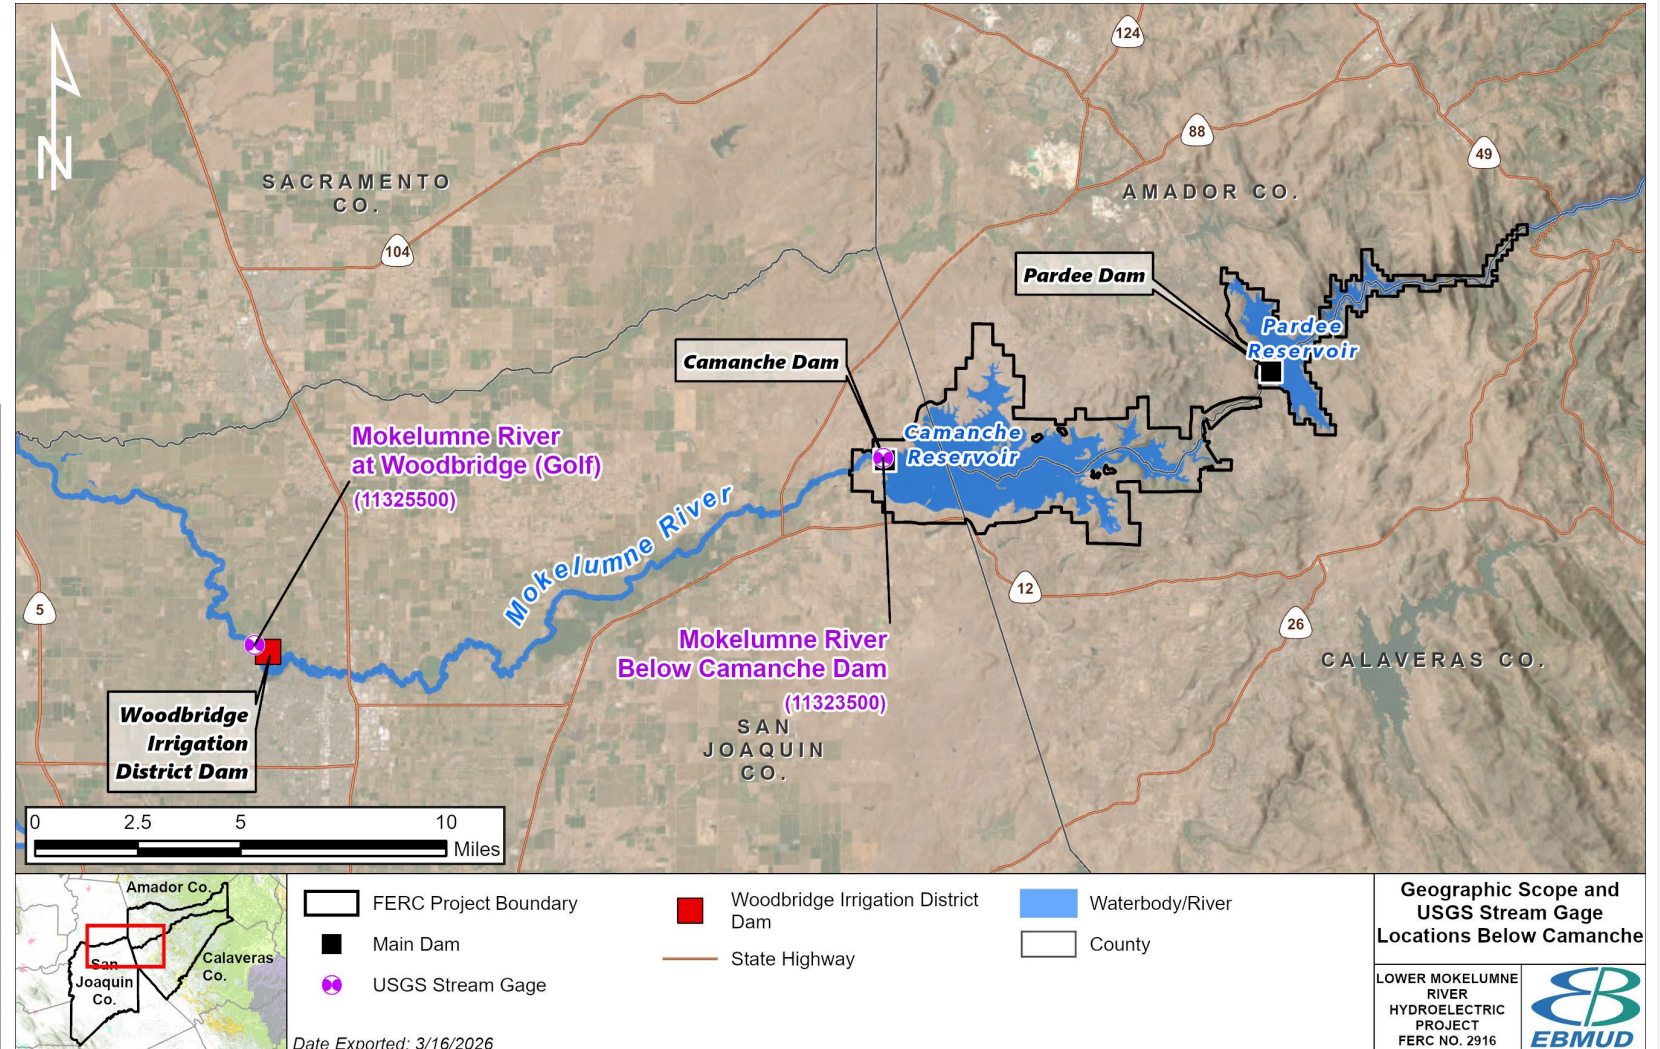 124
88
49
SACRAMENTO
CO.
AMADOR CO.
104
Pardee Dam
Pardee
Reservoir
Camanche Dam
Camanche
Reservoir
Mokelumne River
at Woodbridge (Golf)
(11325500)
Mokelumne River
5
12
26
Mokelumne River
Below Camanche Dam
(11323500)
CALAVERAS CO.
Woodbridge
Irrigation
District Dam
SAN
JOAQUIN
CO.
N
0 2.5 5 10
Miles
Amador Co.
Calaveras
Co.
San
Joaquin
Co.
FERC Project Boundary
Main Dam
USGS Stream Gage
Woodbridge Irrigation District
Dam
State Highway
Waterbody/River
County
Date Exported: 3/16/2026
Geographic Scope and
USGS Stream Gage
Locations Below Camanche
LOWER MOKELUMNE
RIVER
HYDROELECTRIC
PROJECT
FERC NO. 2916
EBMUD